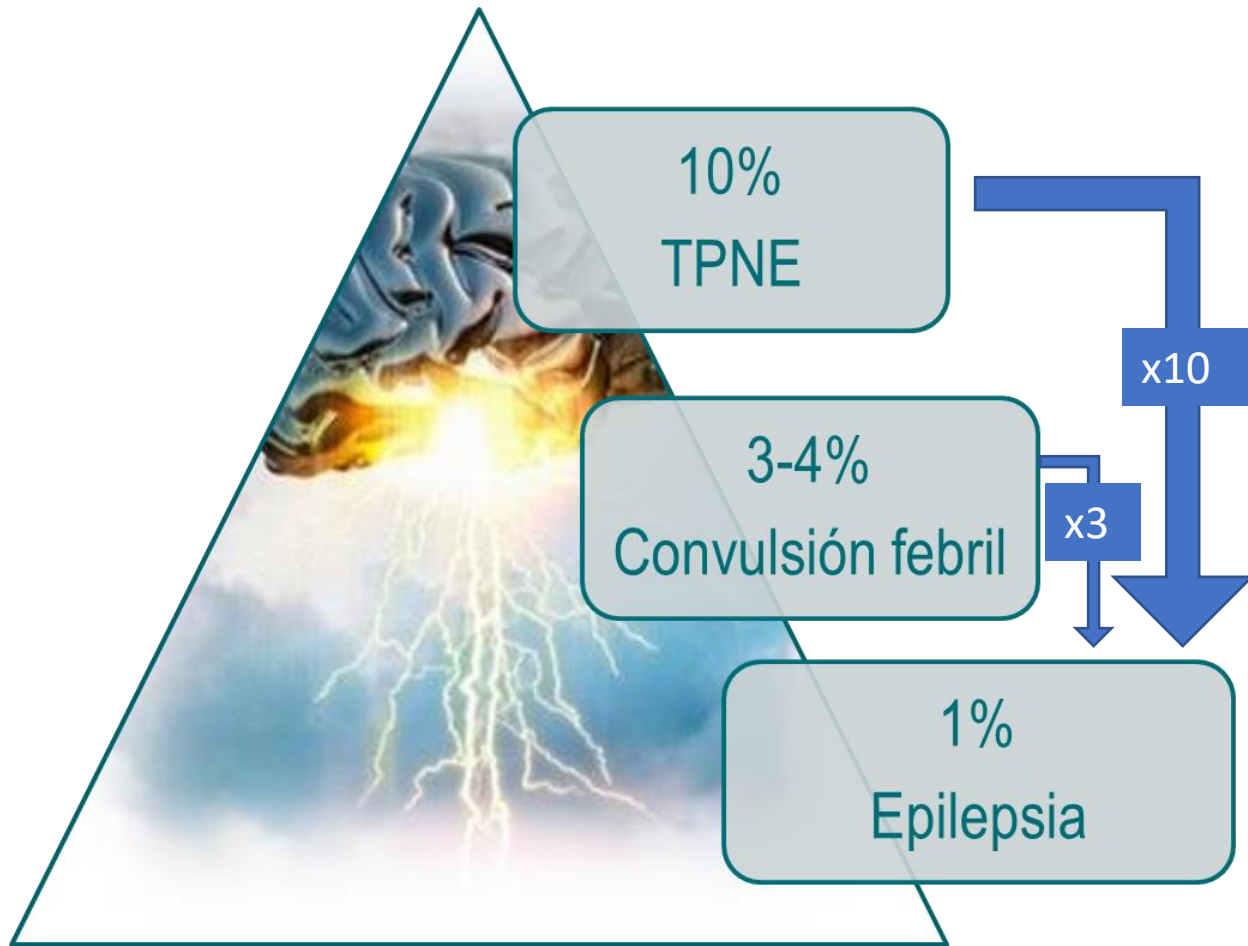 10%
TPNE
x10
3-4%
Convulsión febril
x3
1%
Epilepsia